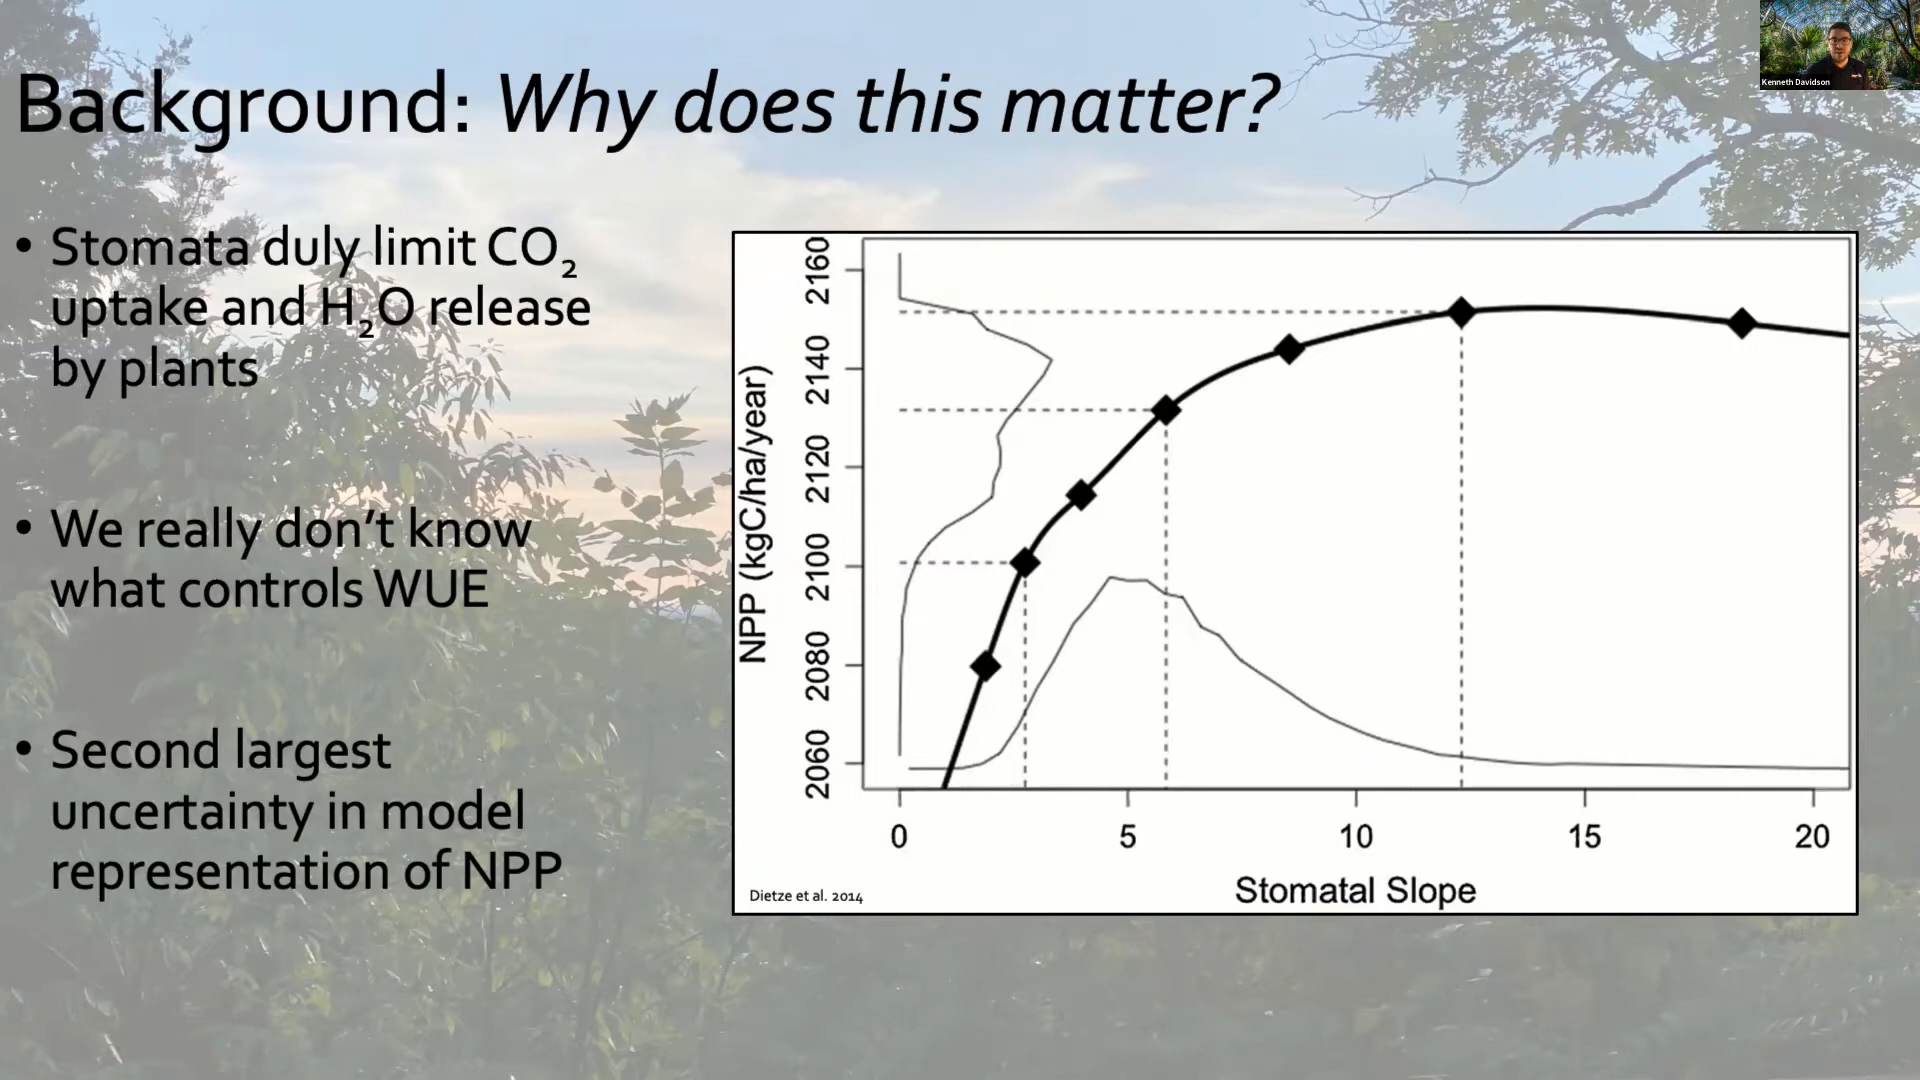 Background: Why does this matter?
Kenneth Davidson
• Stomata duly limit CO₂
uptake and H₂O release
by plants
• We really don't know
what controls WUE
• Second largest
uncertainty in model
representation of NPP
NPP (kgC/ha/year)
2160
2140
2120
2100
2080
2060
0 5 10 15 20
Stomatal Slope
Dietze et al. 2014